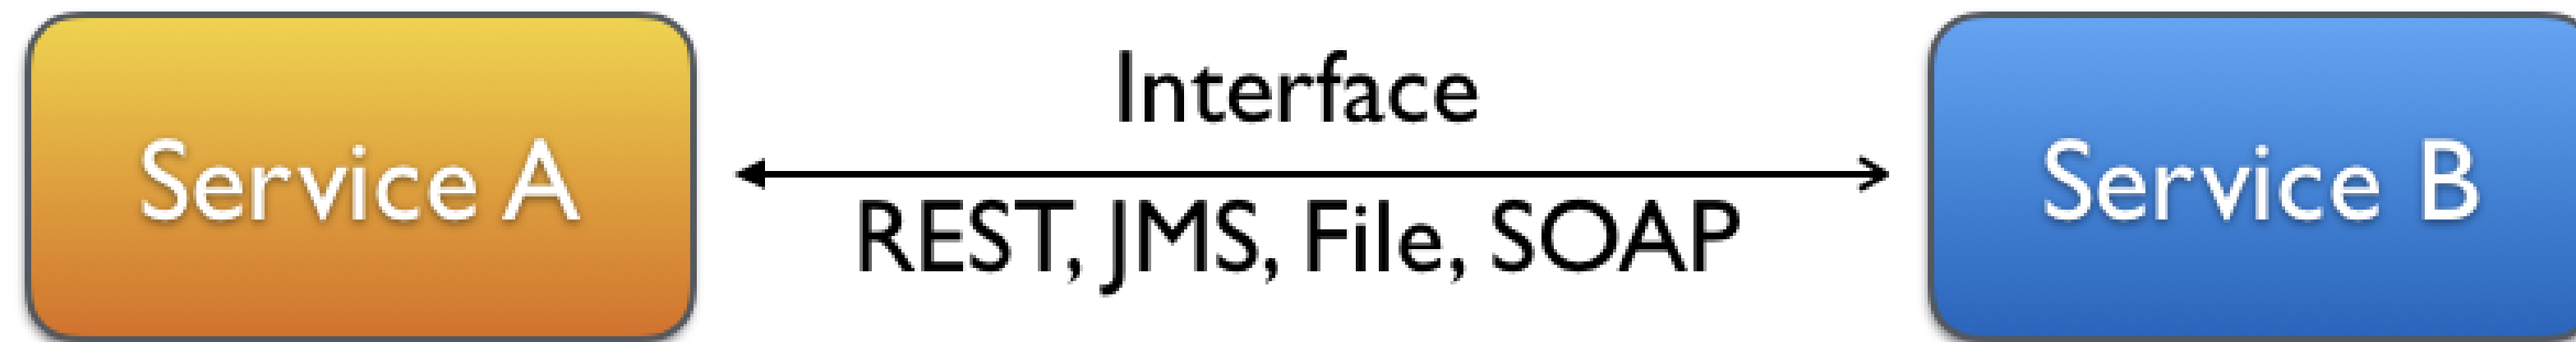 Service A
Interface
REST, JMS, File, SOAP
Service B